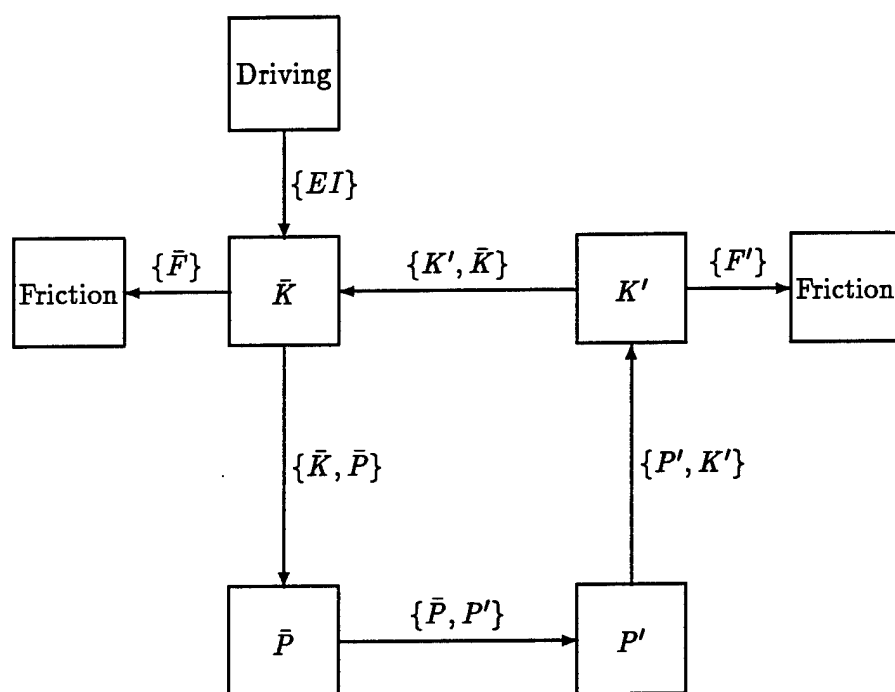 Driving
{EI}
{F̄}
{K′, K̄}
{F′}
Friction
K̄
K′
Friction
{K̄, P̄}
{P′, K′}
{P̄, P′}
P̄
P′